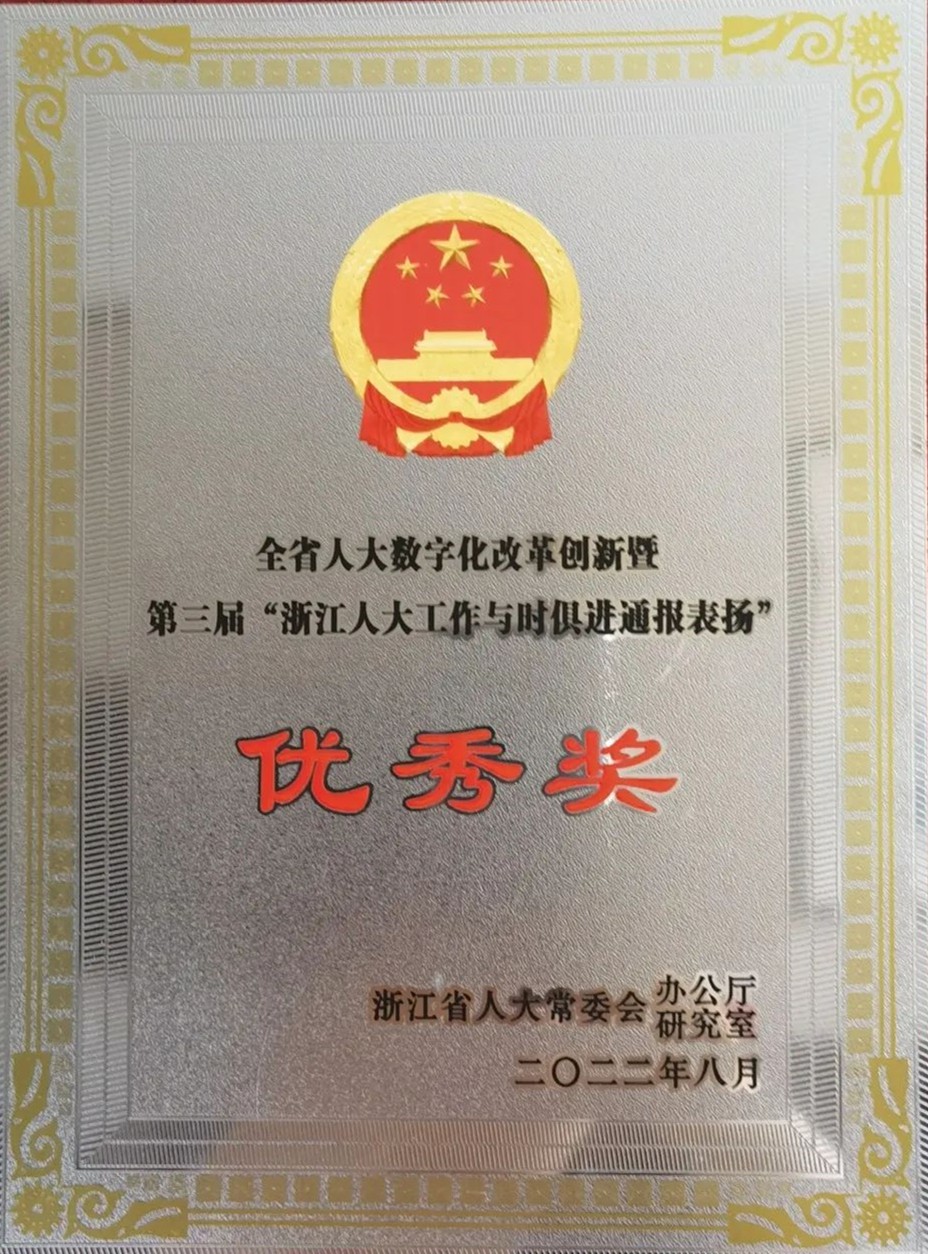 全省人大数字化改革创新暨
第三届“浙江人大工作与时俱进通报表扬”
优秀奖
浙江省人大常委会 办公厅
研究室
二〇二二年八月